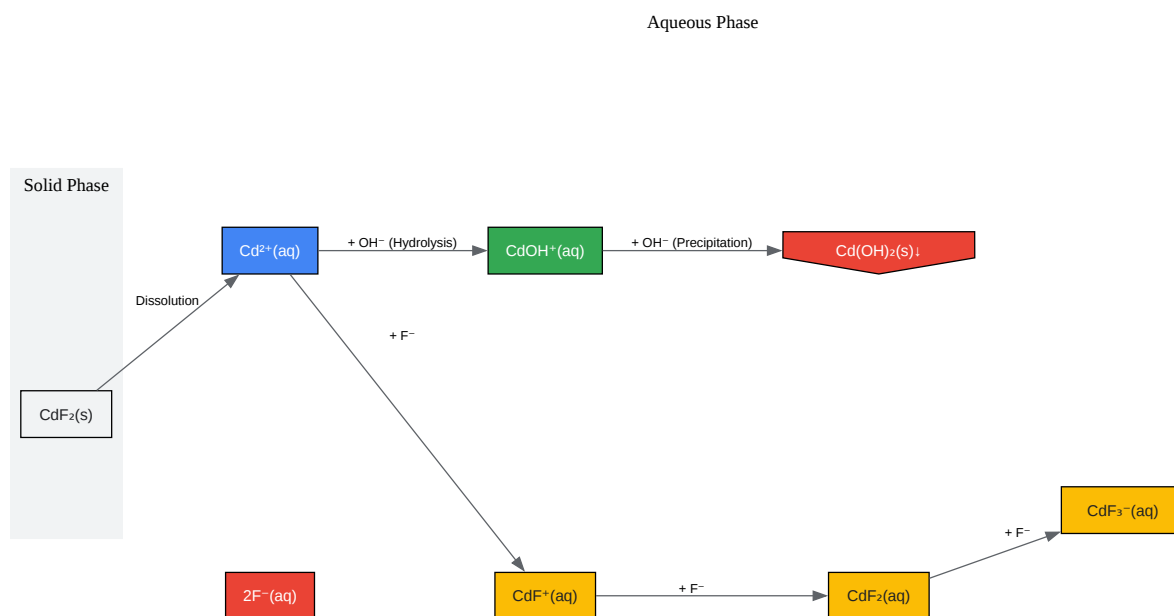 Aqueous Phase
Solid Phase
Cd²⁺(aq)
+ OH⁻ (Hydrolysis)
CdOH⁺(aq)
+ OH⁻ (Precipitation)
Cd(OH)₂(s)↓
Dissolution
+ F⁻
CdF₂(s)
CdF₃⁻(aq)
+ F⁻
2F⁻(aq)
CdF⁺(aq)
+ F⁻
CdF₂(aq)